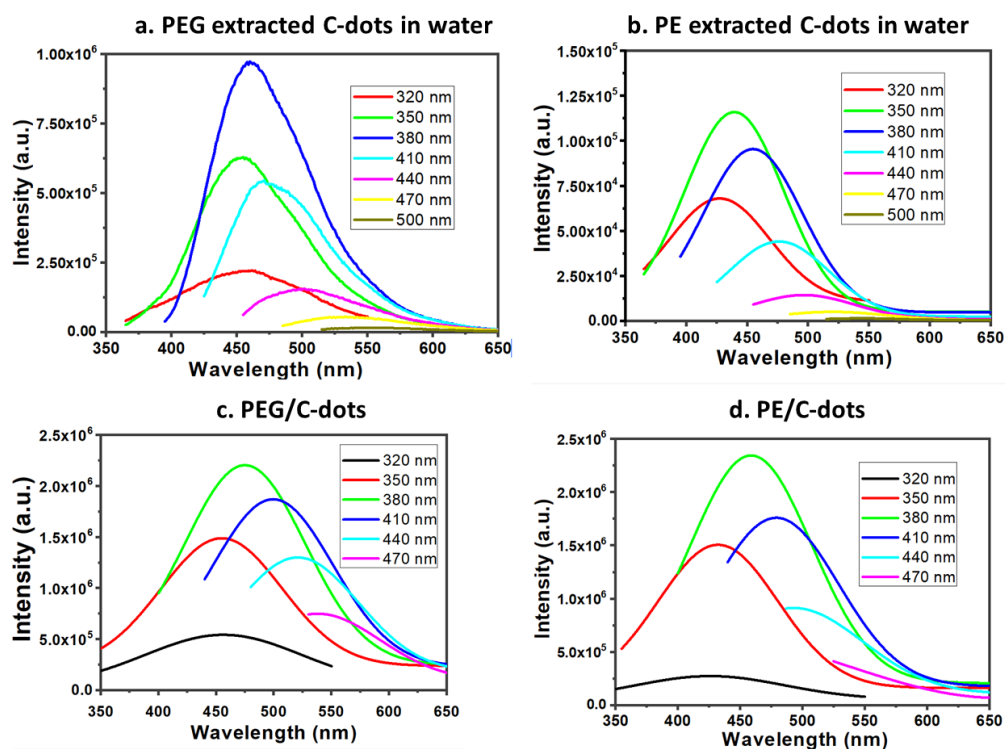 a. PEG extracted C-dots in water
1.00x10⁶
7.50x10⁵
5.00x10⁵
2.50x10⁵
0.00
Intensity (a.u.)
320 nm
350 nm
380 nm
410 nm
440 nm
470 nm
500 nm
350 400 450 500 550 600 650
Wavelength (nm)
b. PE extracted C-dots in water
1.50x10⁵
1.25x10⁵
1.00x10⁵
7.50x10⁴
5.00x10⁴
2.50x10⁴
0.00
Intensity (a.u.)
320 nm
350 nm
380 nm
410 nm
440 nm
470 nm
500 nm
350 400 450 500 550 600 650
Wavelength (nm)
c. PEG/C-dots
2.5x10⁶
2.0x10⁶
1.5x10⁶
1.0x10⁶
5.0x10⁵
0.0
Intensity (a.u.)
320 nm
350 nm
380 nm
410 nm
440 nm
470 nm
350 400 450 500 550 600 650
Wavelength (nm)
d. PE/C-dots
2.5x10⁶
2.0x10⁶
1.5x10⁶
1.0x10⁶
5.0x10⁵
0.0
Intensity (a.u.)
320 nm
350 nm
380 nm
410 nm
440 nm
470 nm
350 400 450 500 550 600 650
Wavelength (nm)